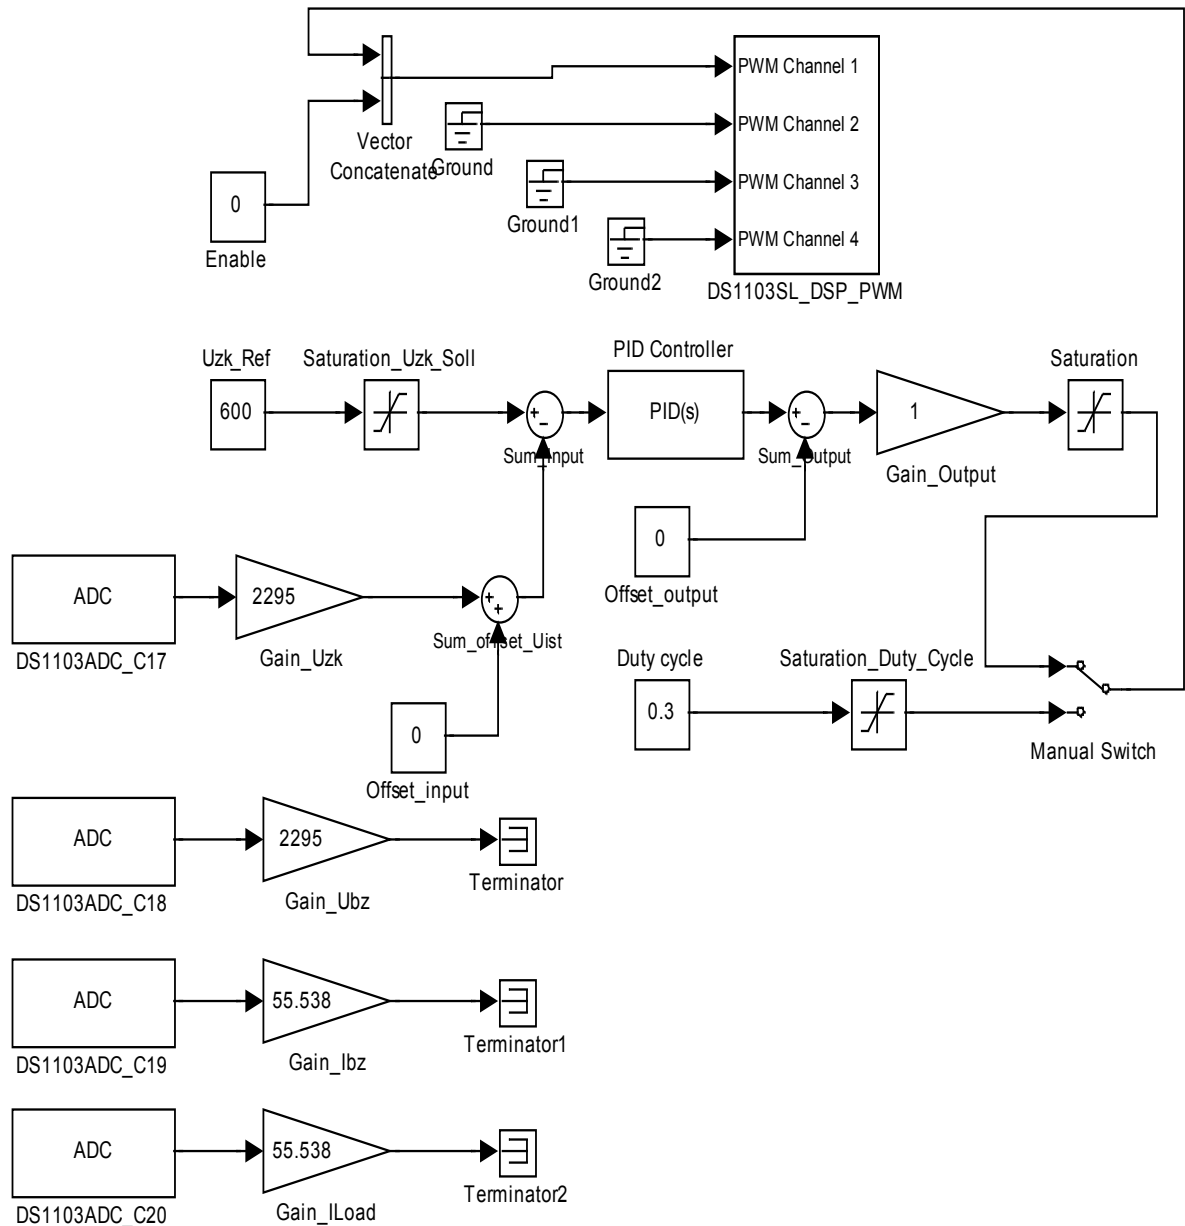 PWM Channel 1
PWM Channel 2
PWM Channel 3
PWM Channel 4
DS1103SL_DSP_PWM
Vector
Concatenate
Ground
Ground1
Ground2
0
Enable
Uzk_Ref
600
Saturation_Uzk_Soll
+
-
Sum_Input
PID Controller
PID(s)
+
-
Sum_Output
1
Gain_Output
Saturation
0
Offset_output
ADC
DS1103ADC_C17
2295
Gain_Uzk
+
+
Sum_offset_Uist
0
Offset_input
Duty cycle
0.3
Saturation_Duty_Cycle
Manual Switch
ADC
DS1103ADC_C18
2295
Gain_Ubz
Terminator
ADC
DS1103ADC_C19
55.538
Gain_Ibz
Terminator1
ADC
DS1103ADC_C20
55.538
Gain_ILoad
Terminator2